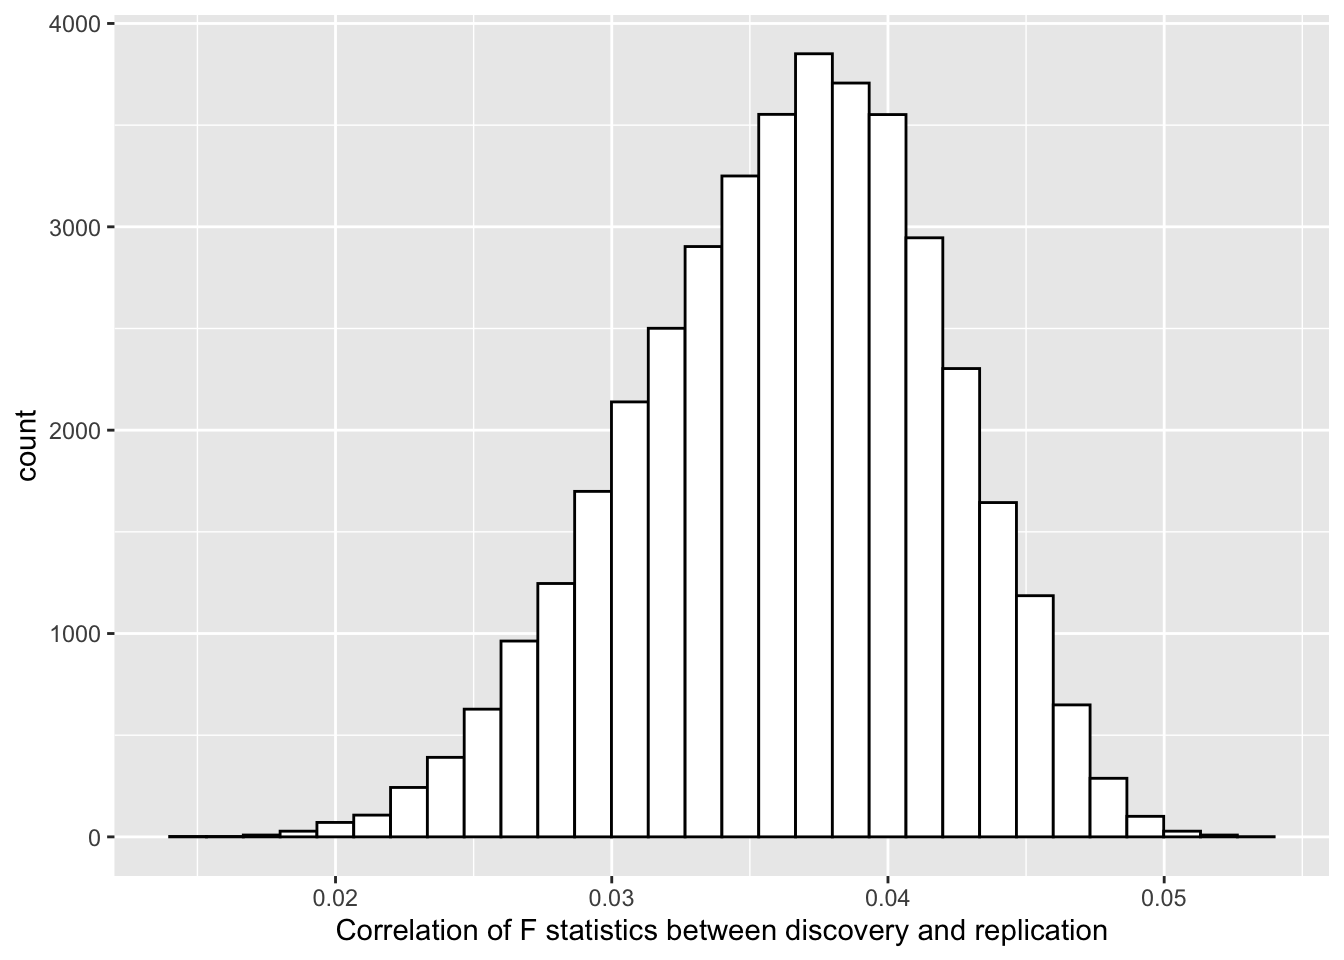 4000
3000
2000
1000
0
count
0.02 0.03 0.04 0.05
Correlation of F statistics between discovery and replication